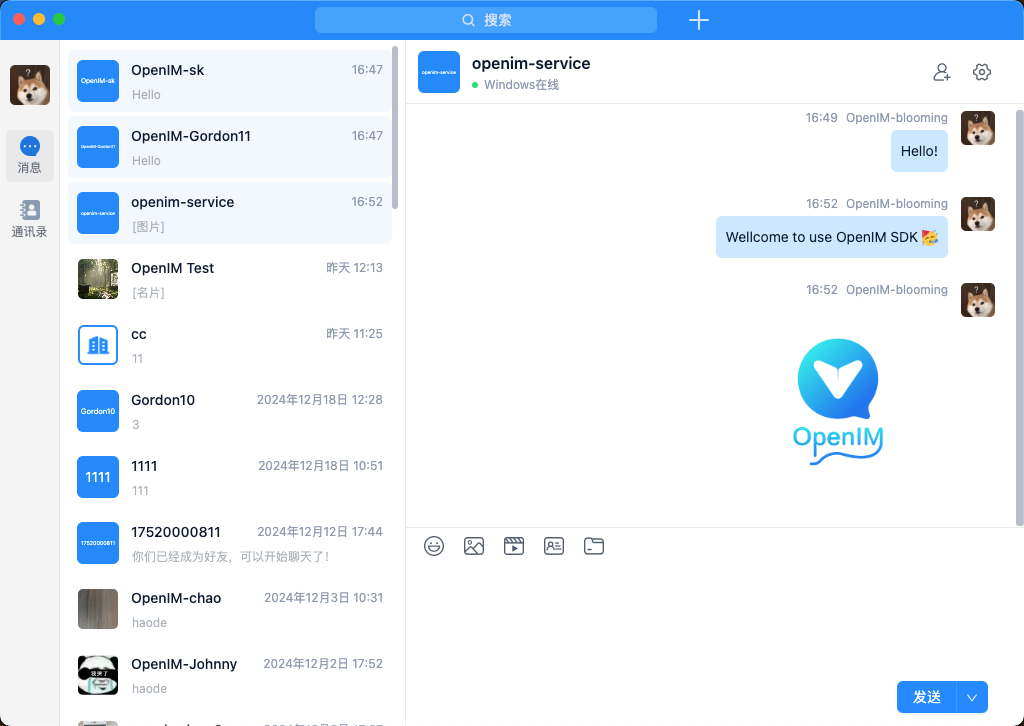 搜索
消息
通讯录
OpenIM-sk
OpenIM-sk
16:47
Hello
OpenIM-Gordon11
OpenIM-Gordon11
16:47
Hello
openim-service
openim-service
16:52
[图片]
OpenIM Test
昨天 12:13
[名片]
cc
昨天 11:25
11
Gordon10
Gordon10
2024年12月18日 12:28
3
1111
1111
2024年12月18日 10:51
111
17520000811
17520000811
2024年12月12日 17:44
你们已经成为好友，可以开始聊天了!
OpenIM-chao
2024年12月3日 10:31
haode
OpenIM-Johnny
2024年12月2日 17:52
haode
openim-service
openim-service
Windows在线
16:49 OpenIM-blooming
Hello!
16:52 OpenIM-blooming
Wellcome to use OpenIM SDK 🥳
16:52 OpenIM-blooming
OpenIM
发送